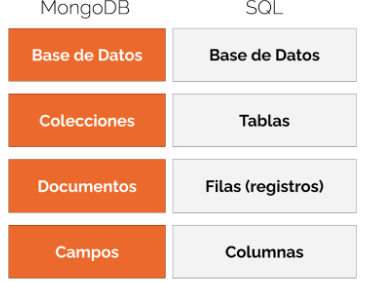 MongoDB SQL
Base de Datos Base de Datos
Colecciones Tablas
Documentos Filas (registros)
Campos Columnas